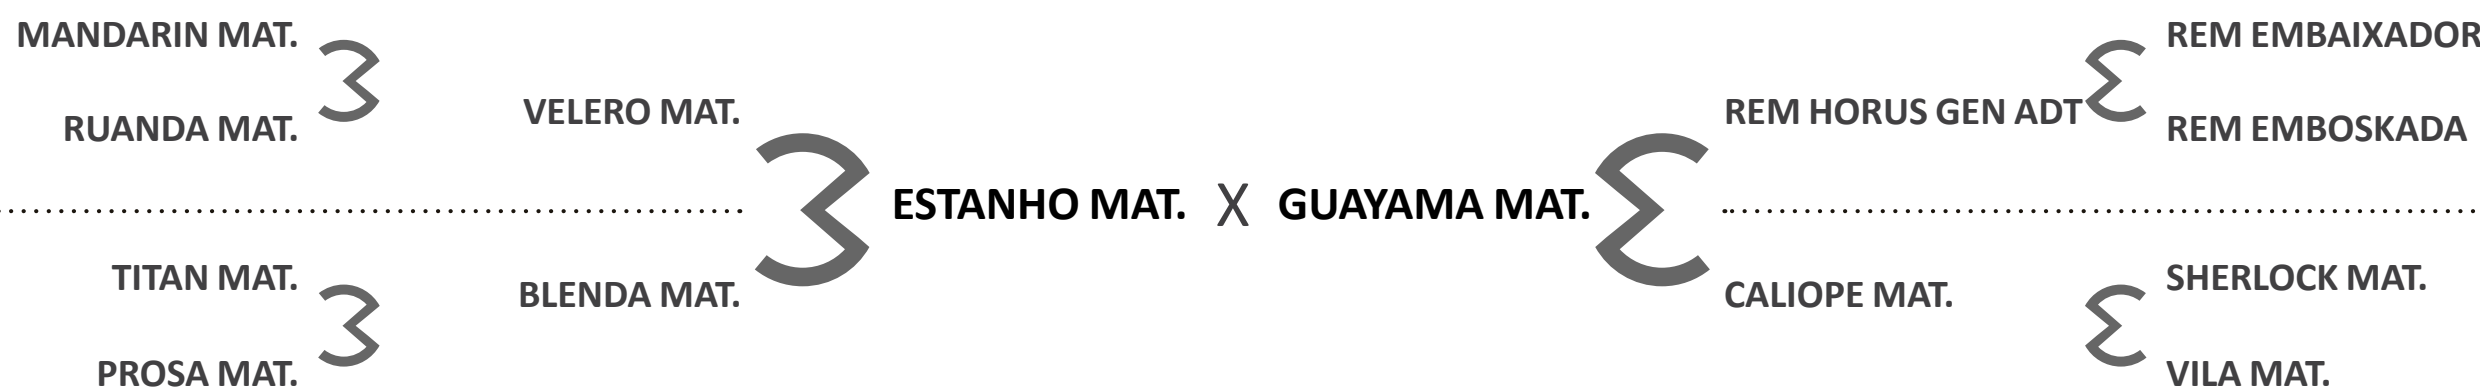 MANDARIN MAT.
RUANDA MAT.
VELERO MAT.
TITAN MAT.
PROSA MAT.
BLENDA MAT.
ESTANHO MAT. X GUAYAMA MAT.
REM HORUS GEN ADT
REM EMBAIXADOR
REM EMBOSKADA
CALIOPE MAT.
SHERLOCK MAT.
VILA MAT.